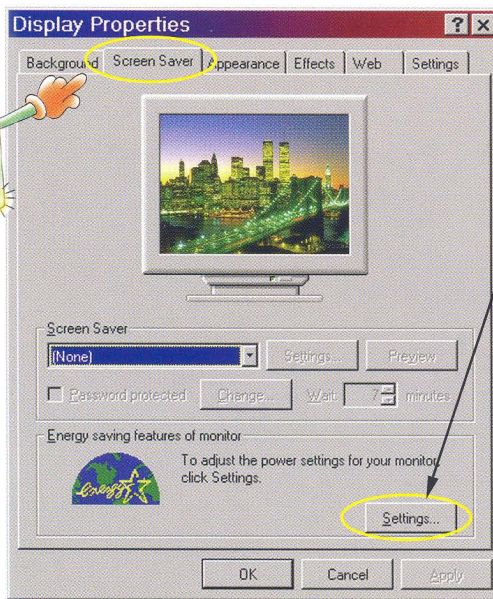 Display Properties
Background Screen Saver Appearance Effects Web Settings
Screen Saver
(None)
Settings... Preview
Password protected Change... Wait: 7 minutes
Energy saving features of monitor
To adjust the power settings for your monitor,
click Settings.
Energy
Settings...
OK Cancel Apply